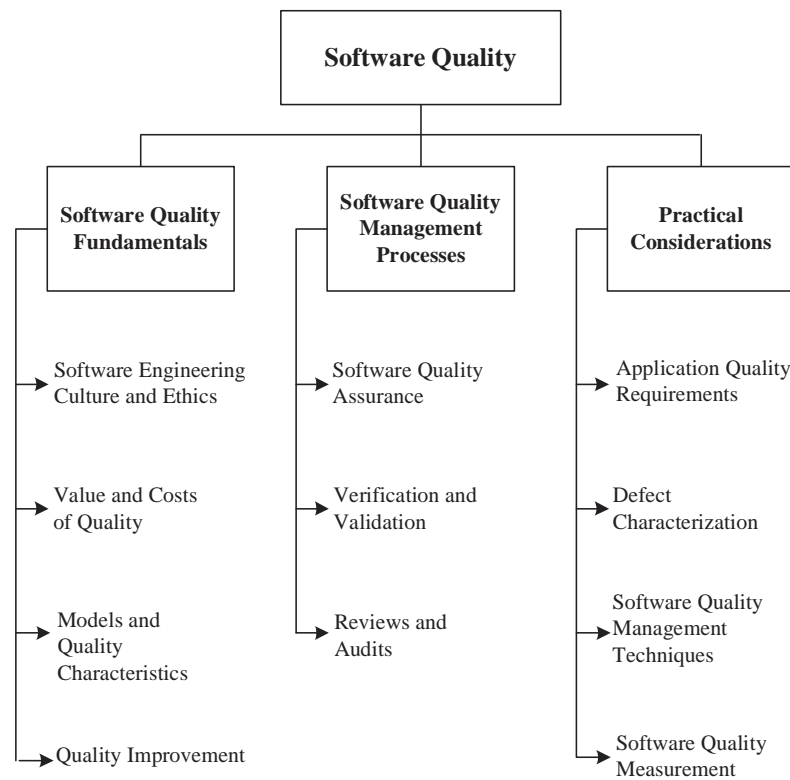 Software Quality
Software Quality
Fundamentals
Software Engineering
Culture and Ethics
Value and Costs
of Quality
Models and
Quality
Characteristics
Quality Improvement
Software Quality
Management
Processes
Software Quality
Assurance
Verification and
Validation
Reviews and
Audits
Practical
Considerations
Application Quality
Requirements
Defect
Characterization
Software Quality
Management
Techniques
Software Quality
Measurement